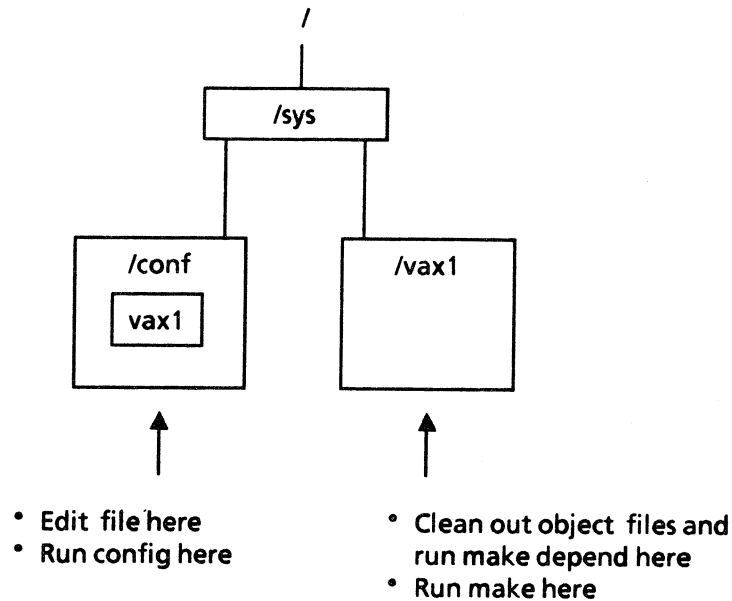 /
/sys
/conf
vax1
/vax1
• Edit file here
• Run config here
• Clean out object files and
run make depend here
• Run make here